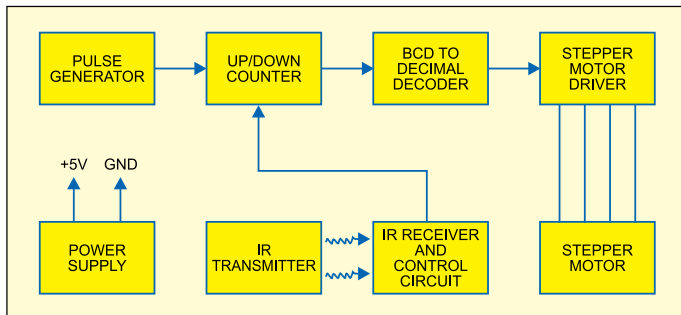 PULSE
GENERATOR
UP/DOWN
COUNTER
BCD TO
DECIMAL
DECODER
STEPPER
MOTOR
DRIVER
+5V
GND
POWER
SUPPLY
IR
TRANSMITTER
IR RECEIVER
AND
CONTROL
CIRCUIT
STEPPER
MOTOR